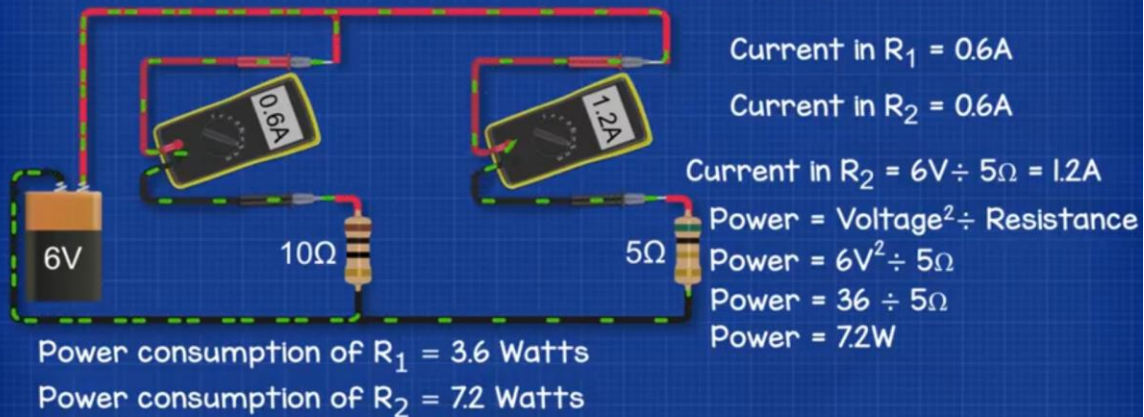 0.6A
1.2A
6V
10Ω
5Ω
Current in R₁ = 0.6A
Current in R₂ = 0.6A
Current in R₂ = 6V ÷ 5Ω = 1.2A
Power = Voltage² ÷ Resistance
Power = 6V² ÷ 5Ω
Power = 36 ÷ 5Ω
Power = 7.2W
Power consumption of R₁ = 3.6 Watts
Power consumption of R₂ = 7.2 Watts